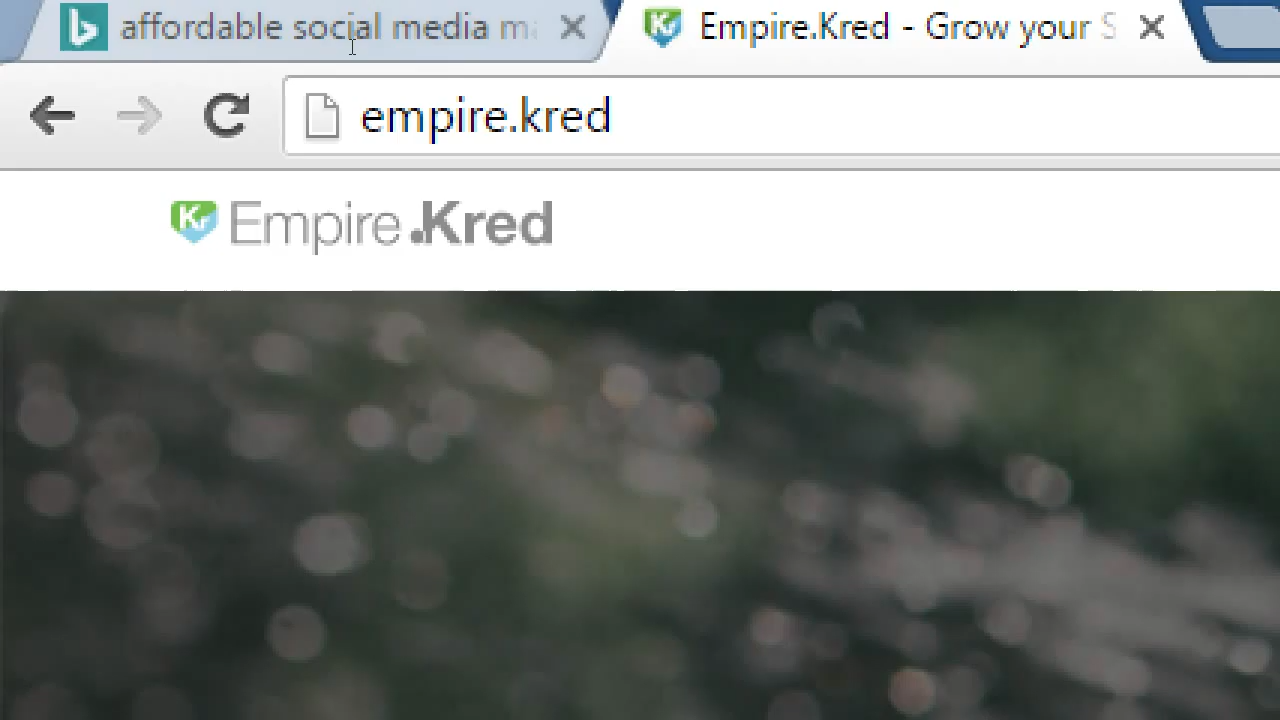 affordable social media m
Empire.Kred - Grow your S
empire.kred
Empire.Kred